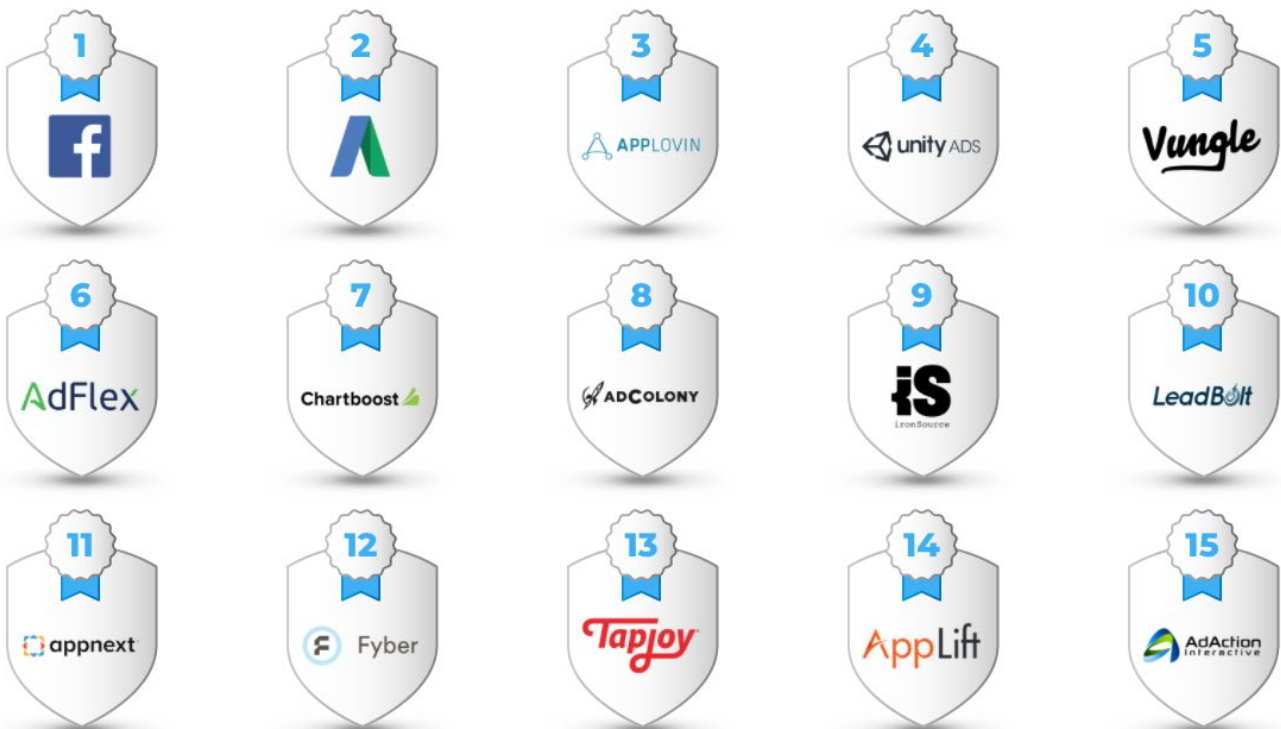 1
2
3
4
5
f
APPLOVIN
unity ADS
Vungle
6
7
8
9
10
AdFlex
Chartboost
ADCOLONY
iS
ironSource
LeadBolt
11
12
13
14
15
appnext
Fyber
Tapjoy
AppLift
AdAction
Interactive